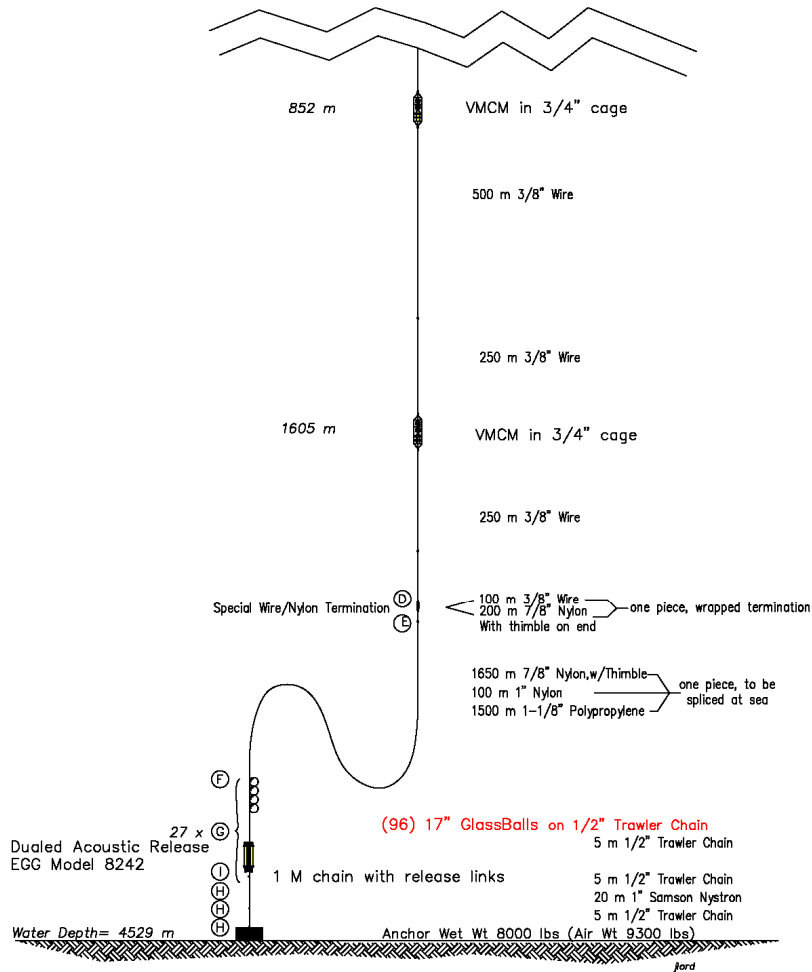 852 m
VMCM in 3/4" cage
500 m 3/8" Wire
250 m 3/8" Wire
1605 m
VMCM in 3/4" cage
250 m 3/8" Wire
Special Wire/Nylon Termination
D
E
100 m 3/8" Wire
200 m 7/8" Nylon
With thimble on end
one piece, wrapped termination
1650 m 7/8" Nylon,w/Thimble
100 m 1" Nylon
1500 m 1-1/8" Polypropylene
one piece, to be
spliced at sea
F
27 x G
(96) 17" GlassBalls on 1/2" Trawler Chain
5 m 1/2" Trawler Chain
Dualed Acoustic Release
EGG Model 8242
I
1 M chain with release links
5 m 1/2" Trawler Chain
H
20 m 1" Samson Nystron
H
5 m 1/2" Trawler Chain
H
Water Depth= 4529 m
Anchor Wet Wt 8000 lbs (Air Wt 9300 lbs)